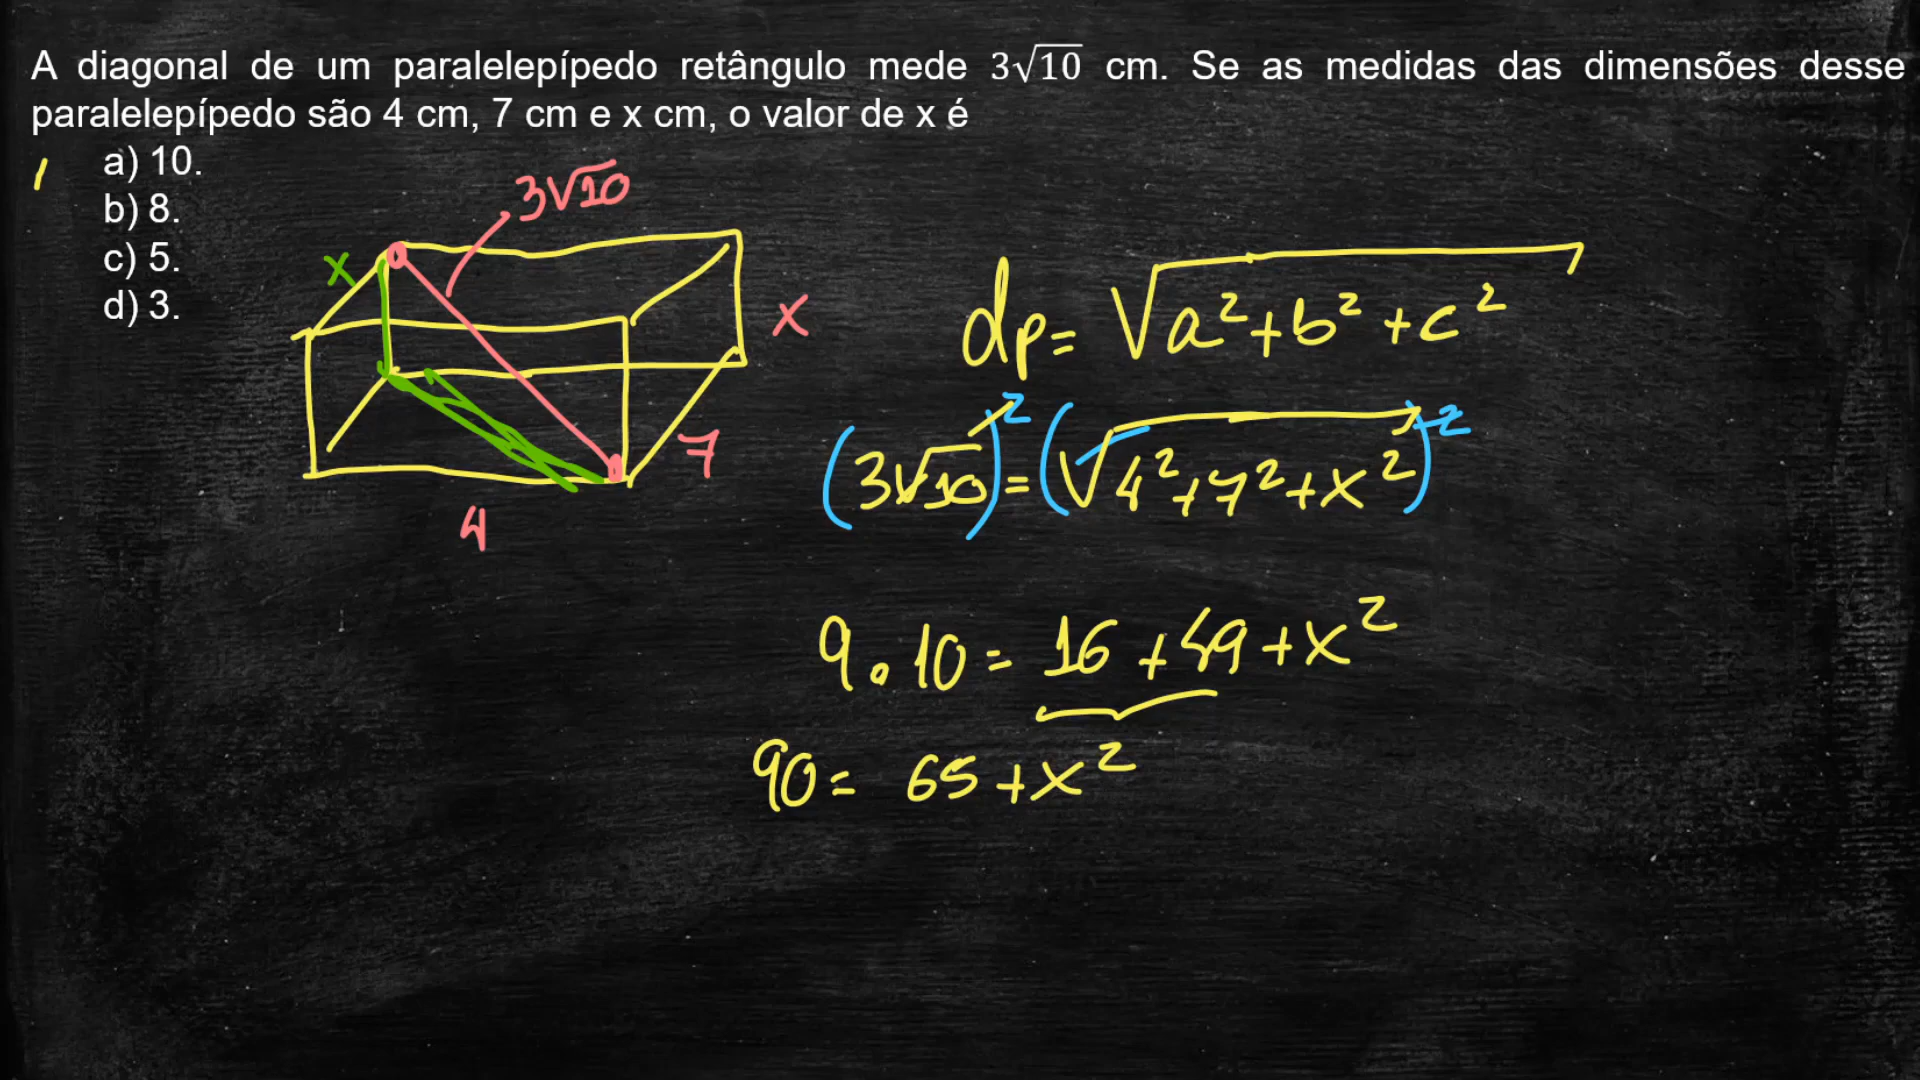 A diagonal de um paralelepípedo retângulo mede 3√10 cm. Se as medidas das dimensões desse
paralelepípedo são 4 cm, 7 cm e x cm, o valor de x é
a) 10.
b) 8.
c) 5.
d) 3.
3√10
x
x
7
4
dp= √a²+b²+c²
(3√10)²=(√4²+7²+x²)²
9.10= 16+49+x²
90= 65+x²